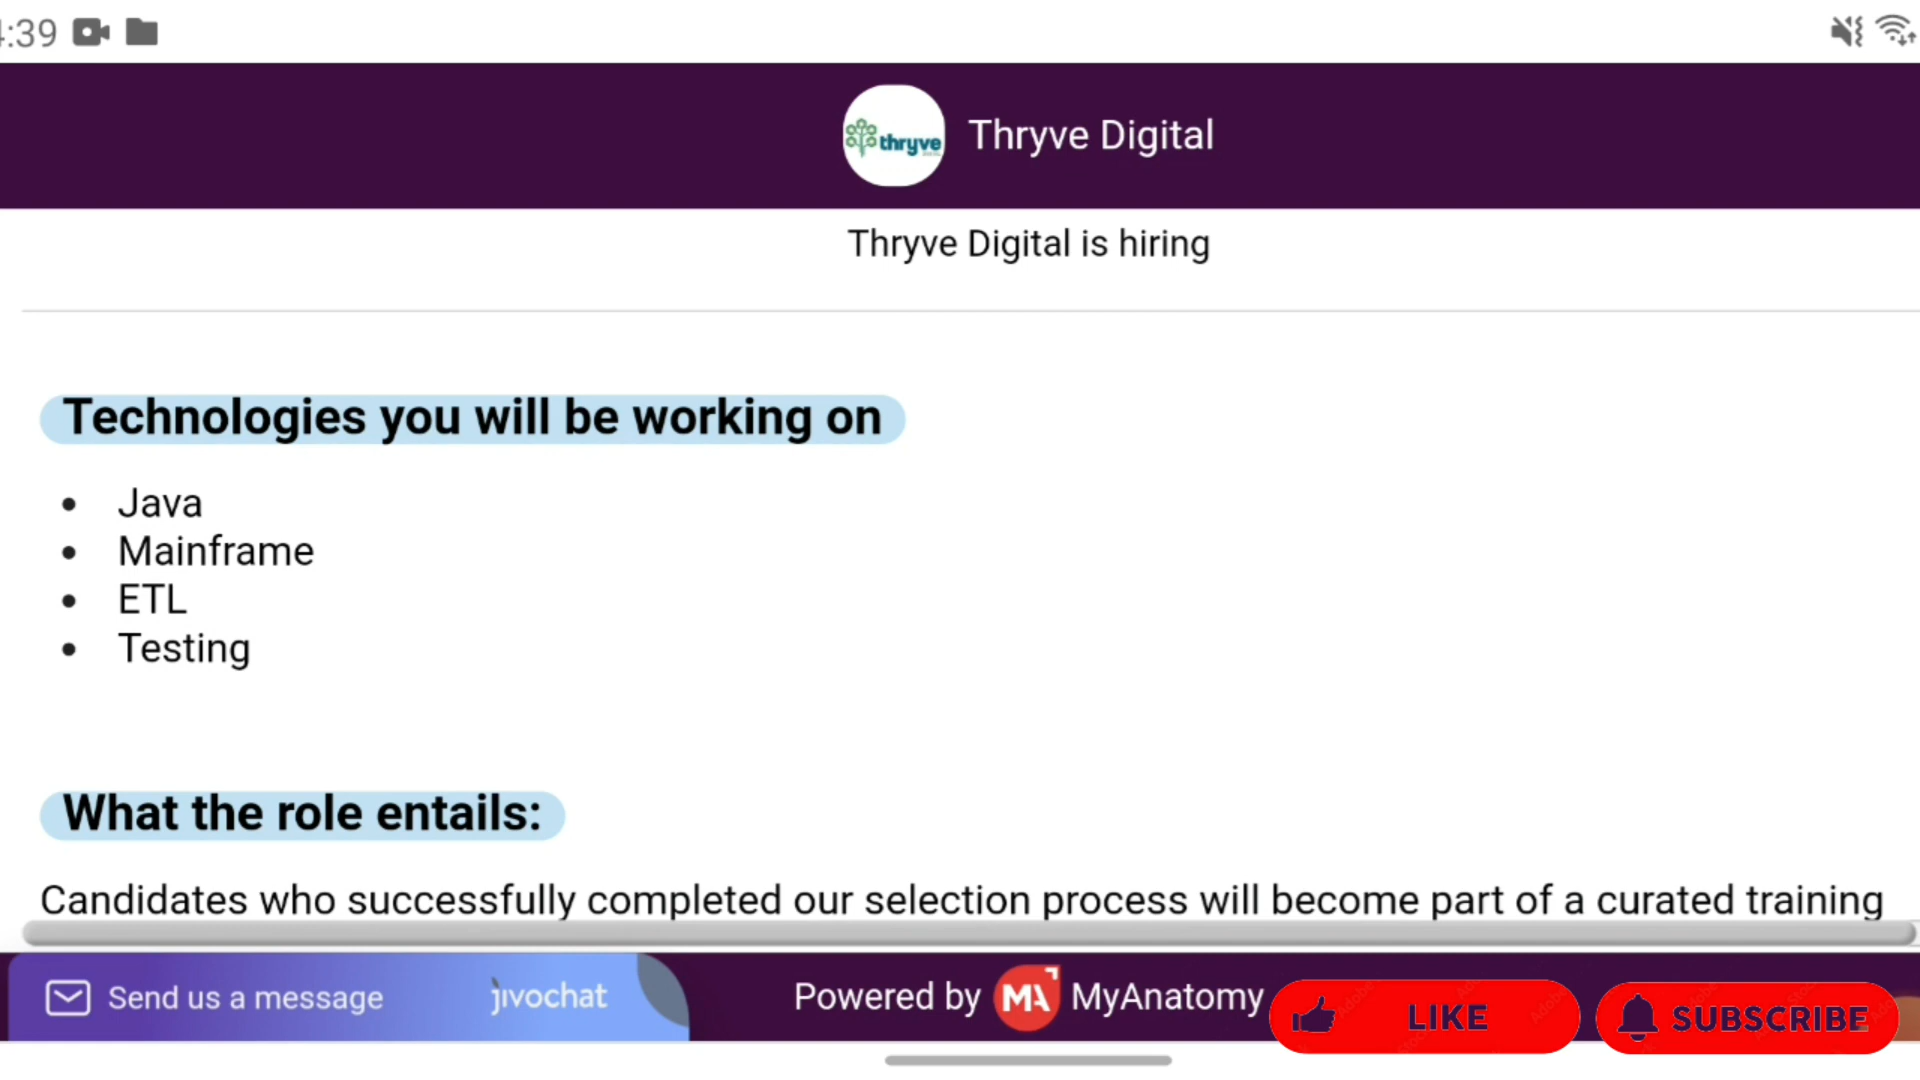 :39
thryve
Thryve Digital
Thryve Digital is hiring
Technologies you will be working on
• Java
• Mainframe
• ETL
• Testing
What the role entails:
Candidates who successfully completed our selection process will become part of a curated training
Send us a message
jivochat
Powered by MA MyAnatomy
LIKE
SUBSCRIBE